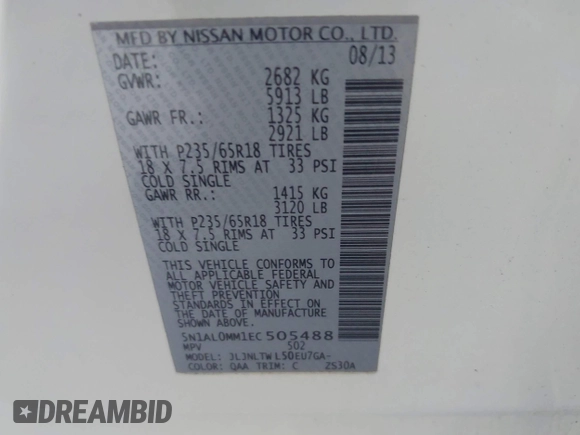 MFD BY NISSAN MOTOR CO., LTD.
DATE: 08/13
GVWR: 2682 KG
5913 LB
GAWR FR.: 1325 KG
2921 LB
WITH P235/65R18 TIRES
18 X 7.5 RIMS AT 33 PSI
COLD SINGLE
GAWR RR.: 1415 KG
3120 LB
WITH P235/65R18 TIRES
18 X 7.5 RIMS AT 33 PSI
COLD SINGLE
THIS VEHICLE CONFORMS TO
ALL APPLICABLE FEDERAL
MOTOR VEHICLE SAFETY AND
THEFT PREVENTION
STANDARDS IN EFFECT ON
THE DATE OF MANUFACTURE
SHOWN ABOVE.
5N1AL0MM1EC505488
MPV S02
MODEL: JLJNLTW L50EU7GA-
COLOR: QAA TRIM: C ZS30A
DREAMBID